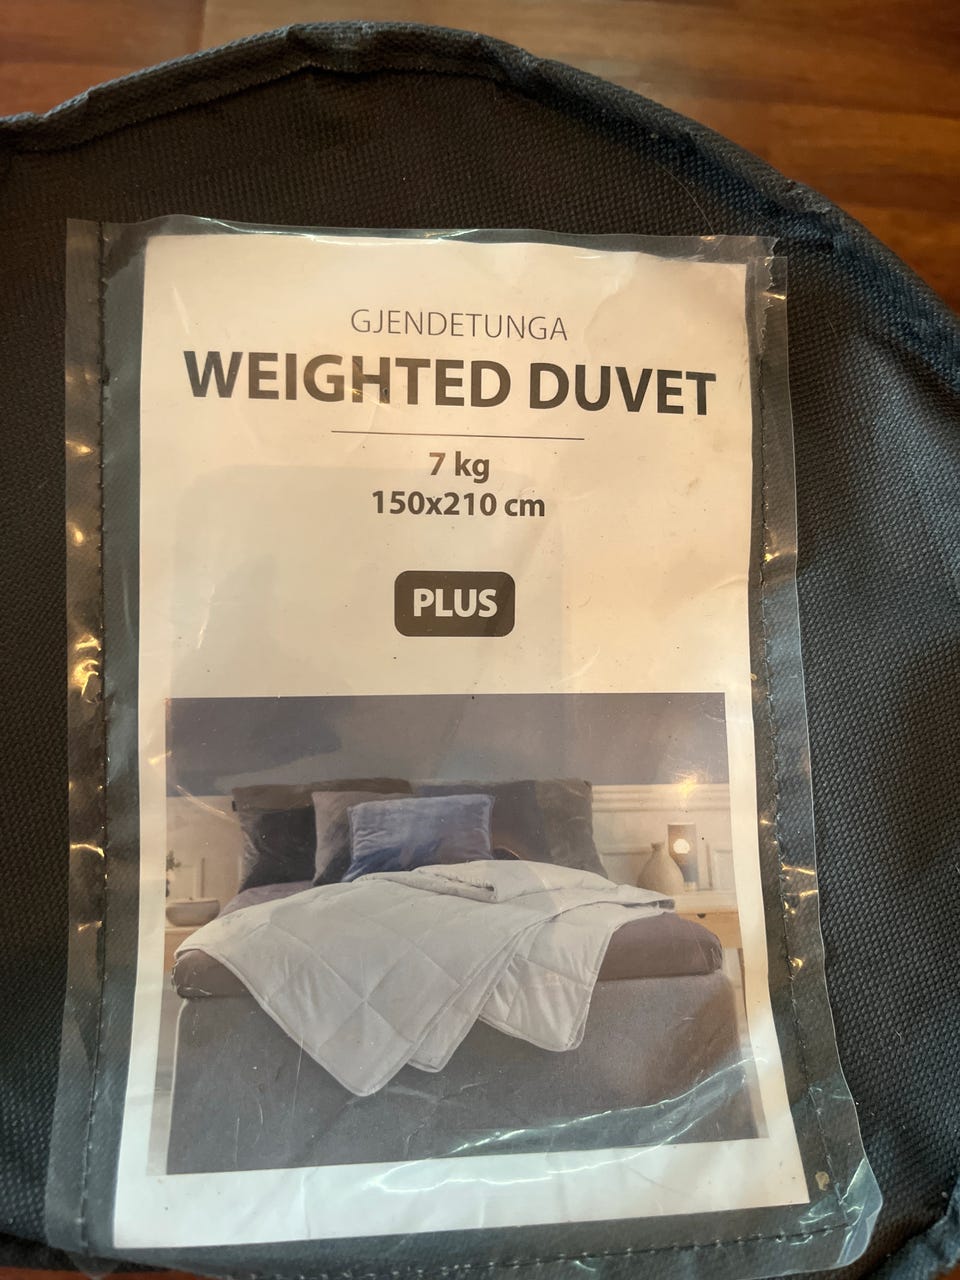 GJENDETUNGA
WEIGHTED DUVET
7 kg
150x210 cm
PLUS